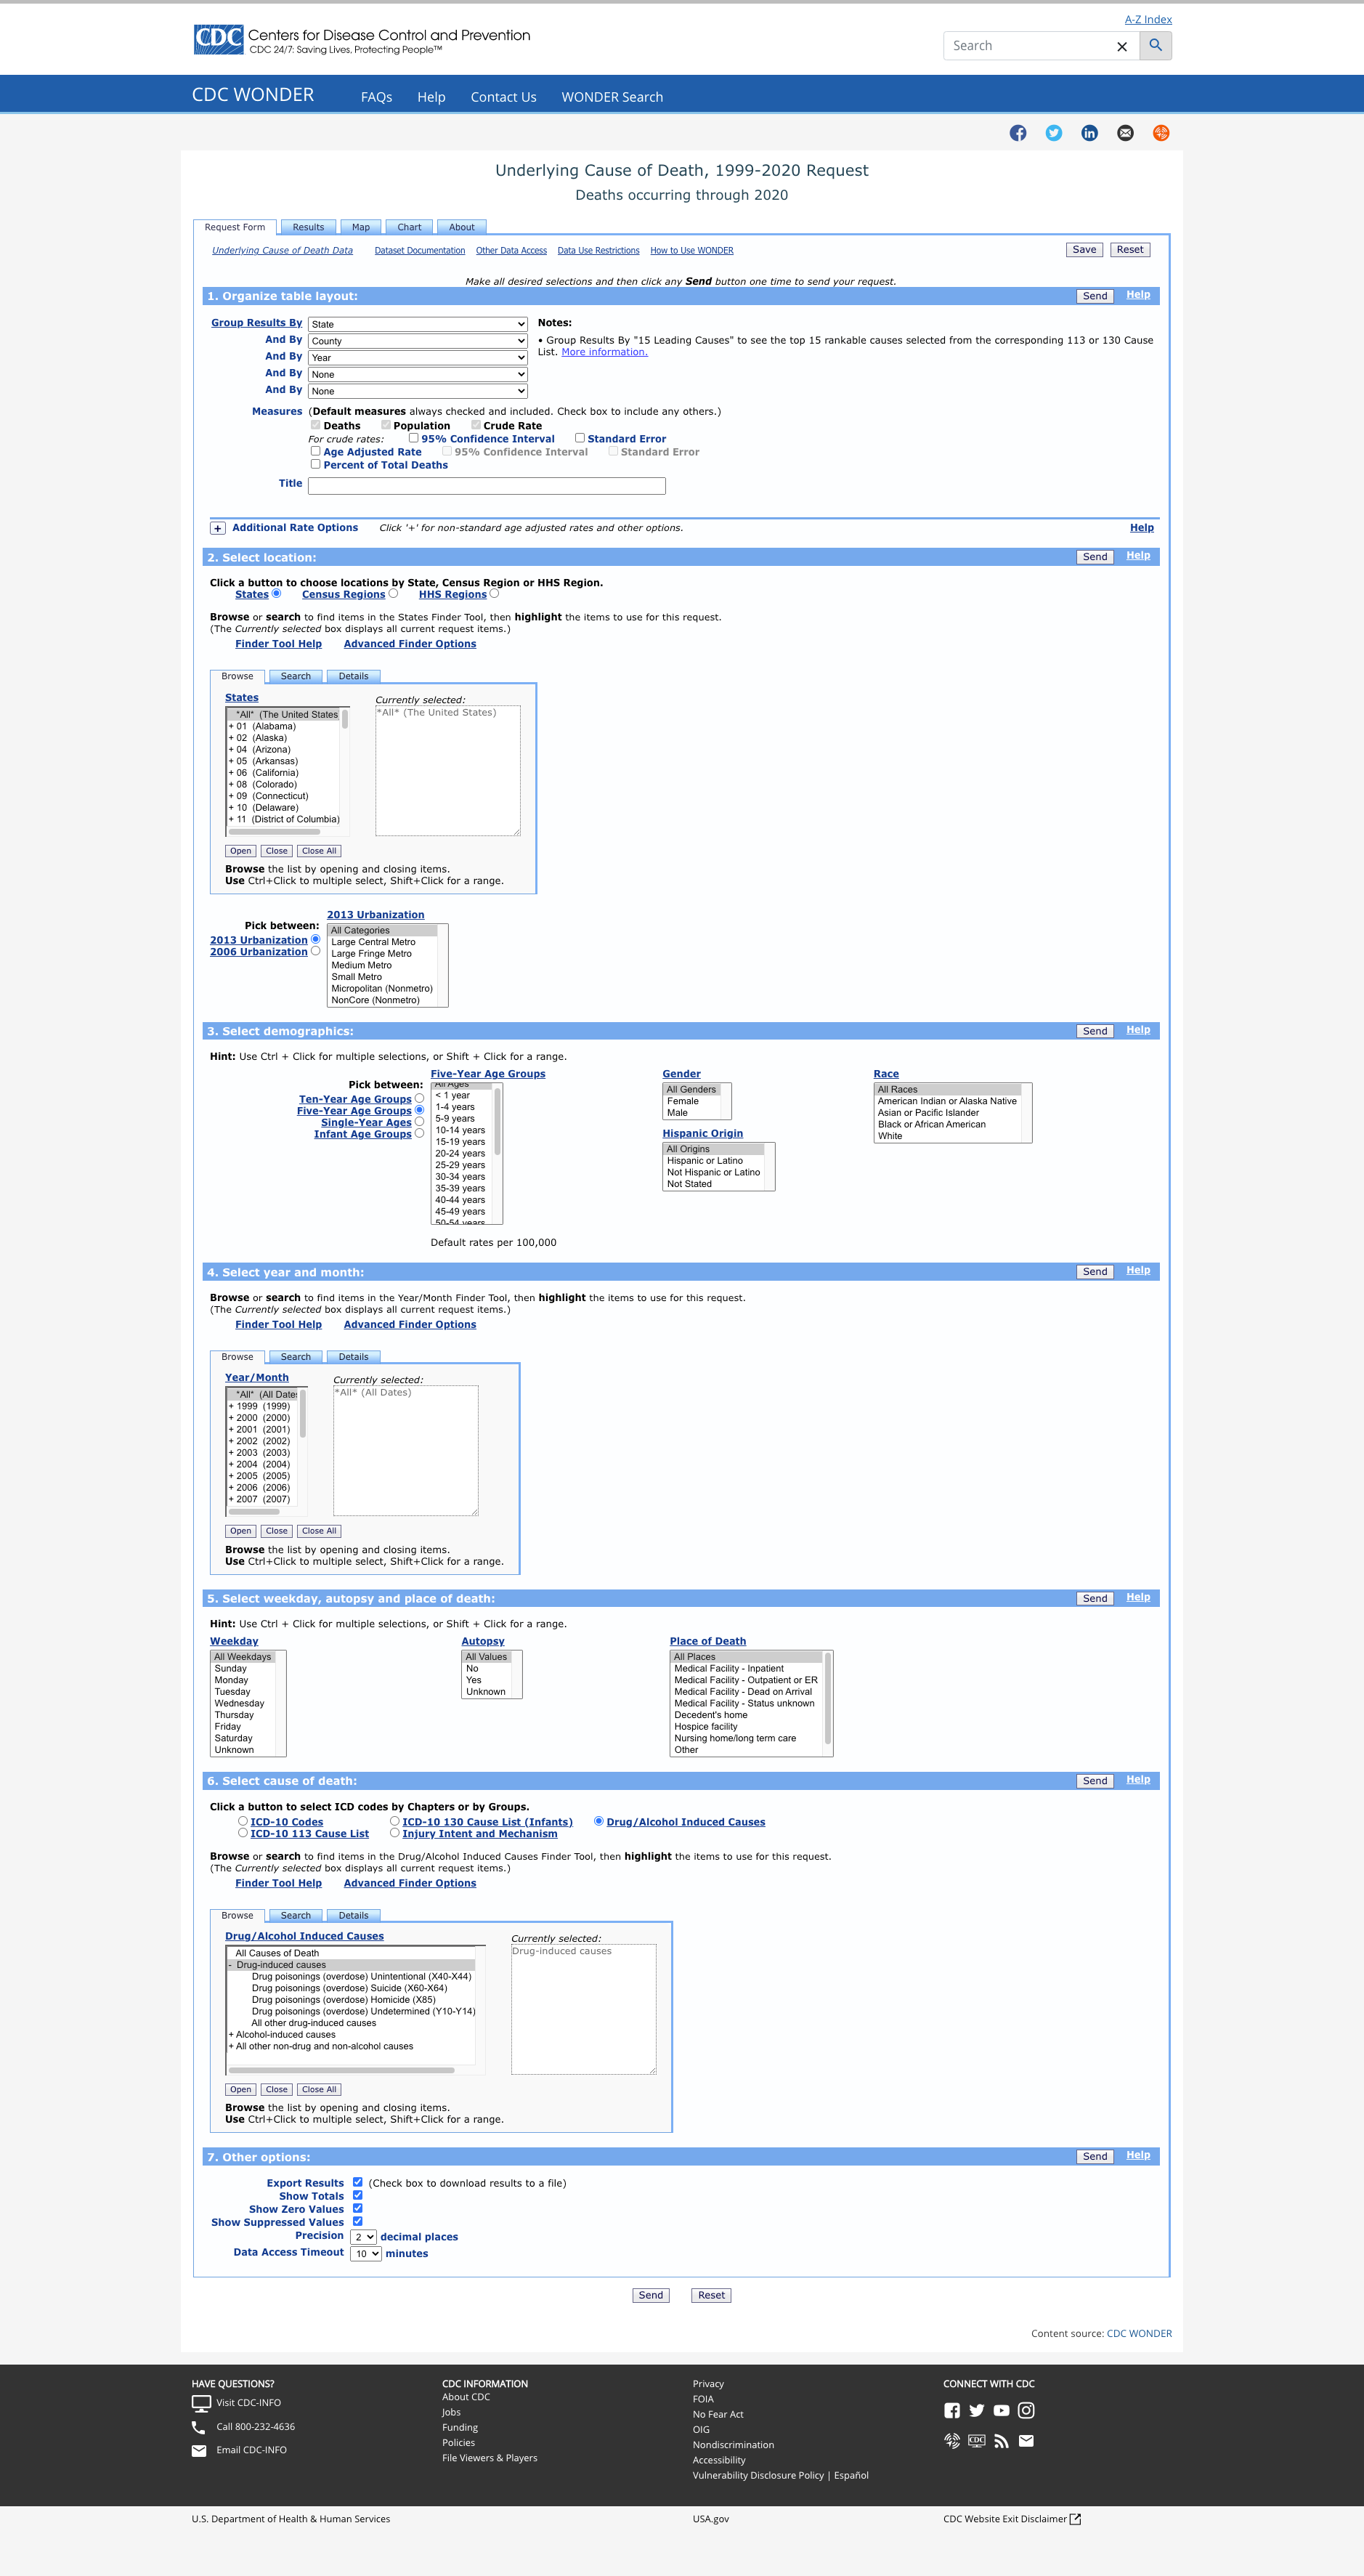 A-Z Index
CDC Centers for Disease Control and Prevention
CDC 24/7: Saving Lives, Protecting People™
Search
CDC WONDER FAQs Help Contact Us WONDER Search
Underlying Cause of Death, 1999-2020 Request
Deaths occurring through 2020
Request Form Results Map Chart About
Underlying Cause of Death Data Dataset Documentation Other Data Access Data Use Restrictions How to Use WONDER Save Reset
Make all desired selections and then click any Send button one time to send your request.
1. Organize table layout: Send Help
Group Results By State
And By County
And By Year
And By None
And By None
Notes:
• Group Results By "15 Leading Causes" to see the top 15 rankable causes selected from the corresponding 113 or 130 Cause
List. More information.
Measures (Default measures always checked and included. Check box to include any others.)
Deaths Population Crude Rate
For crude rates: 95% Confidence Interval Standard Error
Age Adjusted Rate 95% Confidence Interval Standard Error
Percent of Total Deaths
Title
+ Additional Rate Options Click '+' for non-standard age adjusted rates and other options. Help
2. Select location: Send Help
Click a button to choose locations by State, Census Region or HHS Region.
States Census Regions HHS Regions
Browse or search to find items in the States Finder Tool, then highlight the items to use for this request.
(The Currently selected box displays all current request items.)
Finder Tool Help Advanced Finder Options
Browse Search Details
States
*All* (The United States
+ 01 (Alabama)
+ 02 (Alaska)
+ 04 (Arizona)
+ 05 (Arkansas)
+ 06 (California)
+ 08 (Colorado)
+ 09 (Connecticut)
+ 10 (Delaware)
+ 11 (District of Columbia)
Currently selected:
*All* (The United States)
Open Close Close All
Browse the list by opening and closing items.
Use Ctrl+Click to multiple select, Shift+Click for a range.
Pick between:
2013 Urbanization
2006 Urbanization
2013 Urbanization
All Categories
Large Central Metro
Large Fringe Metro
Medium Metro
Small Metro
Micropolitan (Nonmetro)
NonCore (Nonmetro)
3. Select demographics: Send Help
Hint: Use Ctrl + Click for multiple selections, or Shift + Click for a range.
Pick between:
Ten-Year Age Groups
Five-Year Age Groups
Single-Year Ages
Infant Age Groups
Five-Year Age Groups
All Ages
< 1 year
1-4 years
5-9 years
10-14 years
15-19 years
20-24 years
25-29 years
30-34 years
35-39 years
40-44 years
45-49 years
50-54 years
Default rates per 100,000
Gender
All Genders
Female
Male
Hispanic Origin
All Origins
Hispanic or Latino
Not Hispanic or Latino
Not Stated
Race
All Races
American Indian or Alaska Native
Asian or Pacific Islander
Black or African American
White
4. Select year and month: Send Help
Browse or search to find items in the Year/Month Finder Tool, then highlight the items to use for this request.
(The Currently selected box displays all current request items.)
Finder Tool Help Advanced Finder Options
Browse Search Details
Year/Month
*All* (All Dates
+ 1999 (1999)
+ 2000 (2000)
+ 2001 (2001)
+ 2002 (2002)
+ 2003 (2003)
+ 2004 (2004)
+ 2005 (2005)
+ 2006 (2006)
+ 2007 (2007)
Currently selected:
*All* (All Dates)
Open Close Close All
Browse the list by opening and closing items.
Use Ctrl+Click to multiple select, Shift+Click for a range.
5. Select weekday, autopsy and place of death: Send Help
Hint: Use Ctrl + Click for multiple selections, or Shift + Click for a range.
Weekday
All Weekdays
Sunday
Monday
Tuesday
Wednesday
Thursday
Friday
Saturday
Unknown
Autopsy
All Values
No
Yes
Unknown
Place of Death
All Places
Medical Facility - Inpatient
Medical Facility - Outpatient or ER
Medical Facility - Dead on Arrival
Medical Facility - Status unknown
Decedent's home
Hospice facility
Nursing home/long term care
Other
6. Select cause of death: Send Help
Click a button to select ICD codes by Chapters or by Groups.
ICD-10 Codes ICD-10 130 Cause List (Infants) Drug/Alcohol Induced Causes
ICD-10 113 Cause List Injury Intent and Mechanism
Browse or search to find items in the Drug/Alcohol Induced Causes Finder Tool, then highlight the items to use for this request.
(The Currently selected box displays all current request items.)
Finder Tool Help Advanced Finder Options
Browse Search Details
Drug/Alcohol Induced Causes
All Causes of Death
- Drug-induced causes
Drug poisonings (overdose) Unintentional (X40-X44)
Drug poisonings (overdose) Suicide (X60-X64)
Drug poisonings (overdose) Homicide (X85)
Drug poisonings (overdose) Undetermined (Y10-Y14)
All other drug-induced causes
+ Alcohol-induced causes
+ All other non-drug and non-alcohol causes
Currently selected:
Drug-induced causes
Open Close Close All
Browse the list by opening and closing items.
Use Ctrl+Click to multiple select, Shift+Click for a range.
7. Other options: Send Help
Export Results (Check box to download results to a file)
Show Totals
Show Zero Values
Show Suppressed Values
Precision 2 decimal places
Data Access Timeout 10 minutes
Send Reset
Content source: CDC WONDER
HAVE QUESTIONS?
Visit CDC-INFO
Call 800-232-4636
Email CDC-INFO
CDC INFORMATION
About CDC
Jobs
Funding
Policies
File Viewers & Players
Privacy
FOIA
No Fear Act
OIG
Nondiscrimination
Accessibility
Vulnerability Disclosure Policy | Español
CONNECT WITH CDC
CDC
U.S. Department of Health & Human Services USA.gov CDC Website Exit Disclaimer